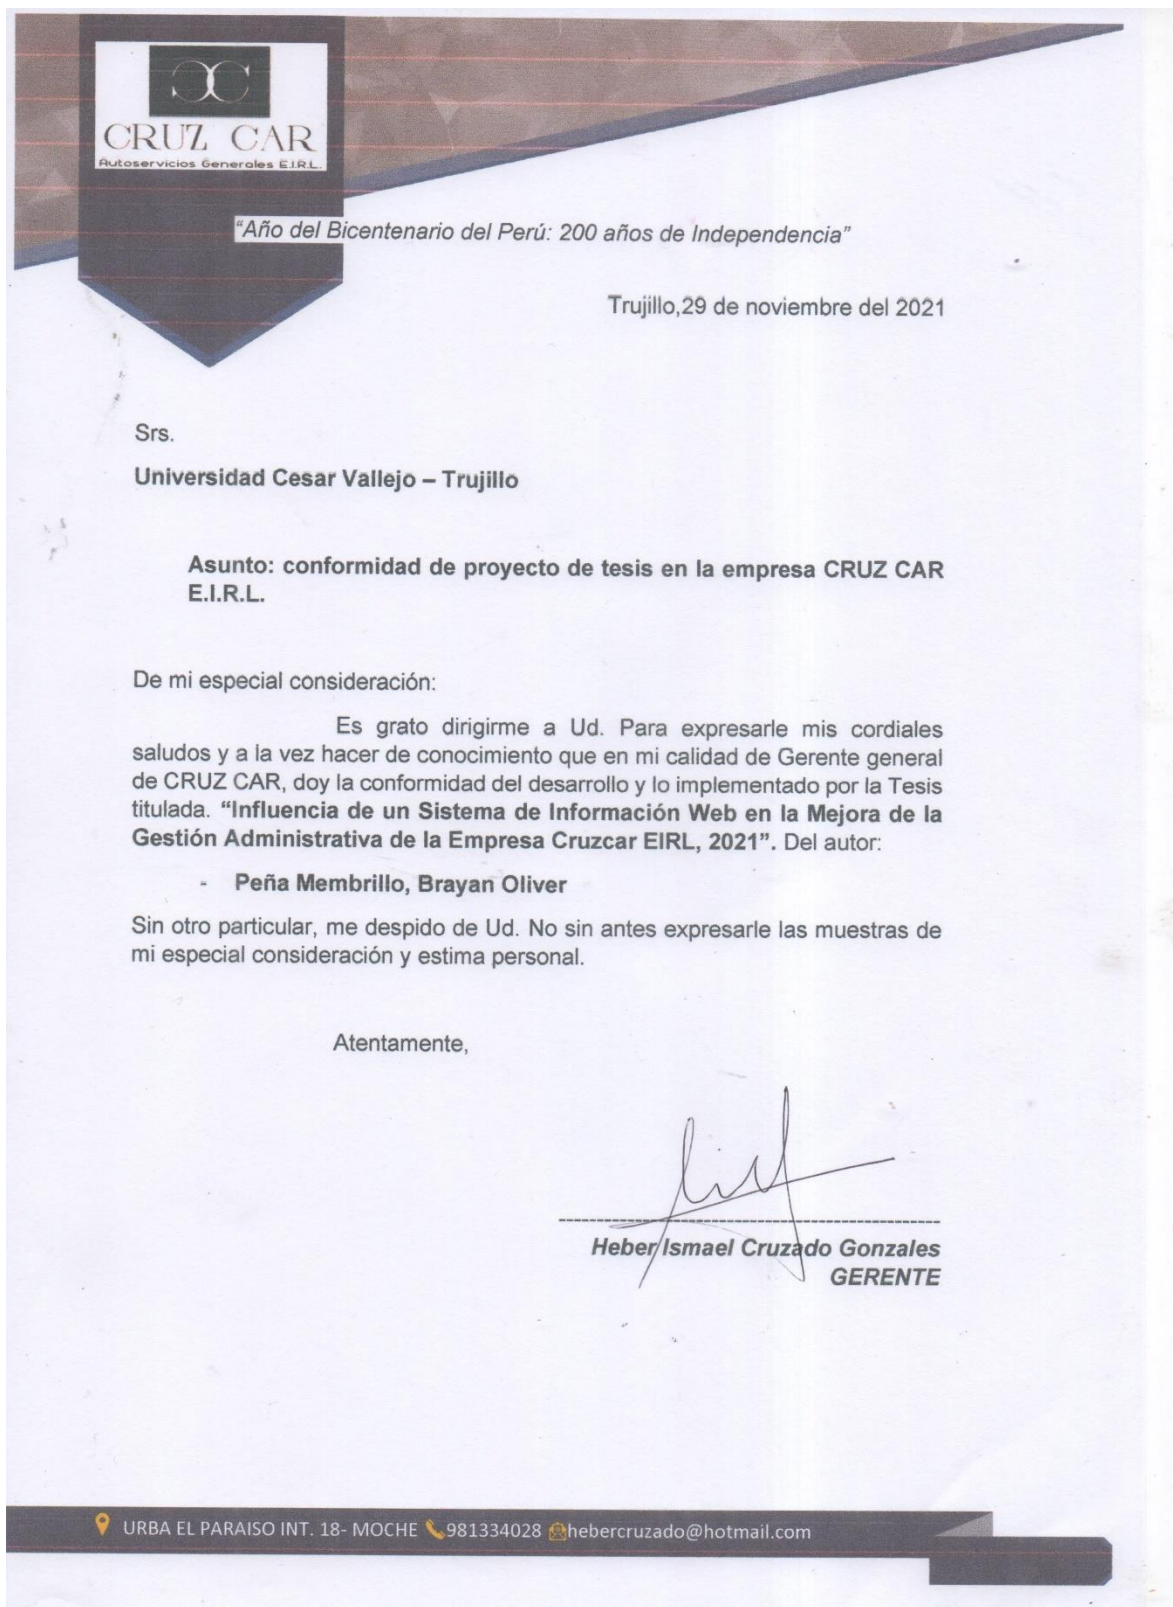 CRUZ CAR
Autoservicios Generales E.I.R.L.
“Año del Bicentenario del Perú: 200 años de Independencia”
Trujillo,29 de noviembre del 2021
Srs.
Universidad Cesar Vallejo – Trujillo
Asunto: conformidad de proyecto de tesis en la empresa CRUZ CAR
E.I.R.L.
De mi especial consideración:
Es grato dirigirme a Ud. Para expresarle mis cordiales
saludos y a la vez hacer de conocimiento que en mi calidad de Gerente general
de CRUZ CAR, doy la conformidad del desarrollo y lo implementado por la Tesis
titulada. “Influencia de un Sistema de Información Web en la Mejora de la
Gestión Administrativa de la Empresa Cruzcar EIRL, 2021”. Del autor:
- Peña Membrillo, Brayan Oliver
Sin otro particular, me despido de Ud. No sin antes expresarle las muestras de
mi especial consideración y estima personal.
Atentamente,
Heber Ismael Cruzado Gonzales
GERENTE
URBA EL PARAISO INT. 18- MOCHE 981334028 hebercruzado@hotmail.com